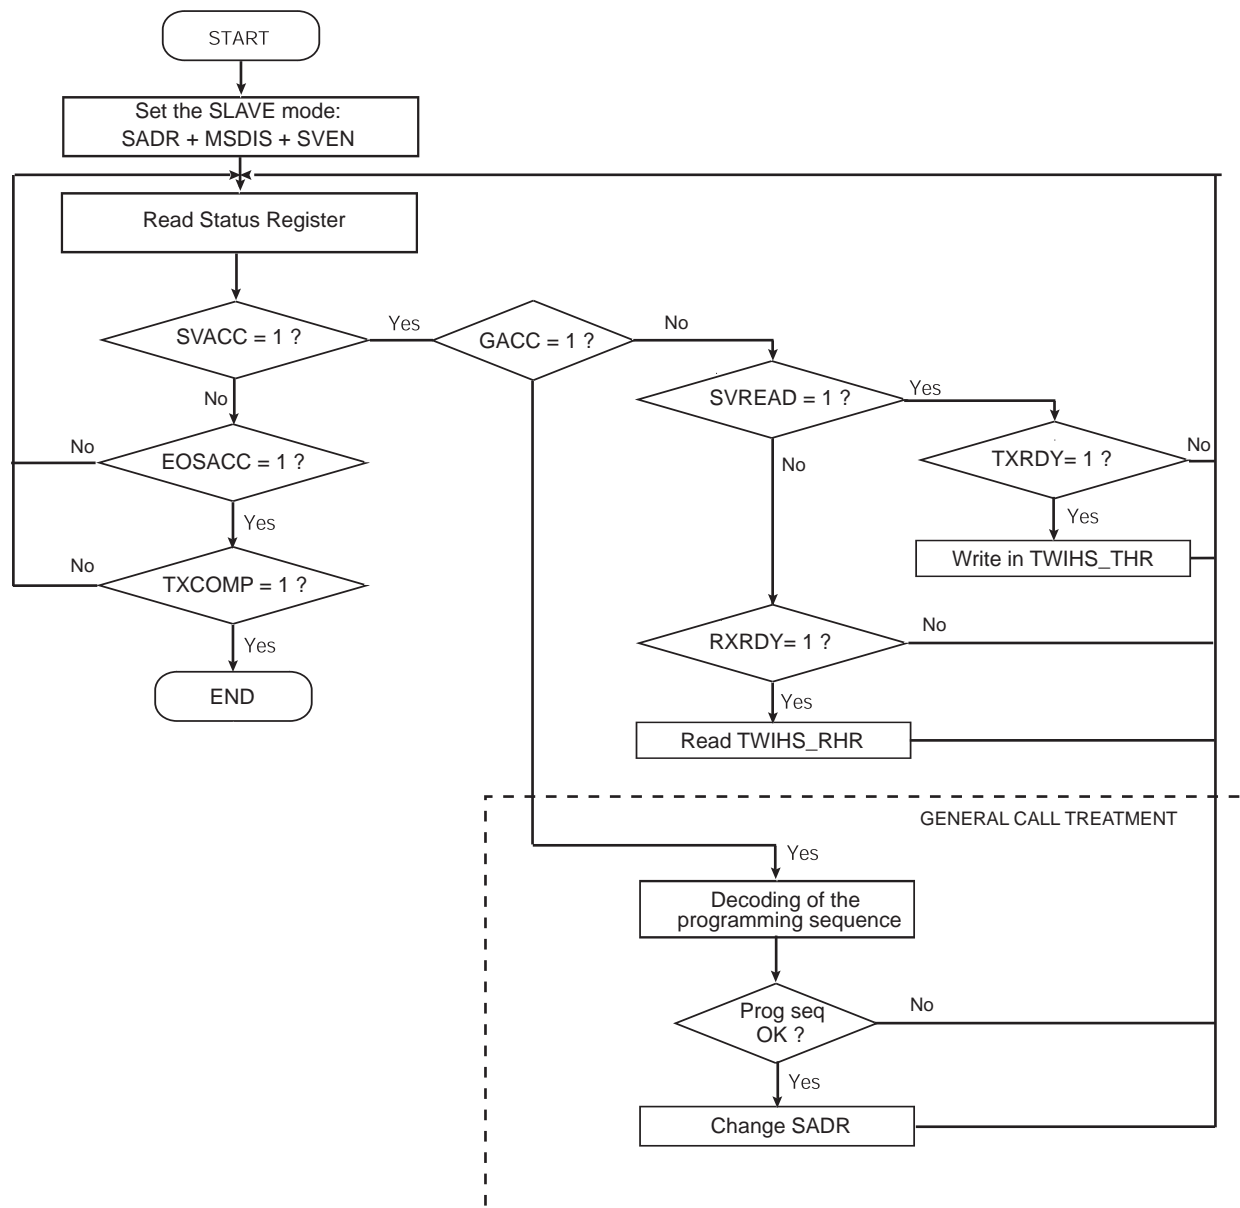 START
Set the SLAVE mode:
SADR + MSDIS + SVEN
Read Status Register
SVACC = 1 ?
Yes
GACC = 1 ?
No
SVREAD = 1 ?
Yes
No
EOSACC = 1 ?
No
TXRDY= 1 ?
No
No
Yes
Yes
Write in TWIHS_THR
TXCOMP = 1 ?
No
RXRDY= 1 ?
No
Yes
END
Yes
Read TWIHS_RHR
GENERAL CALL TREATMENT
Yes
Decoding of the
programming sequence
Prog seq
OK ?
No
Yes
Change SADR